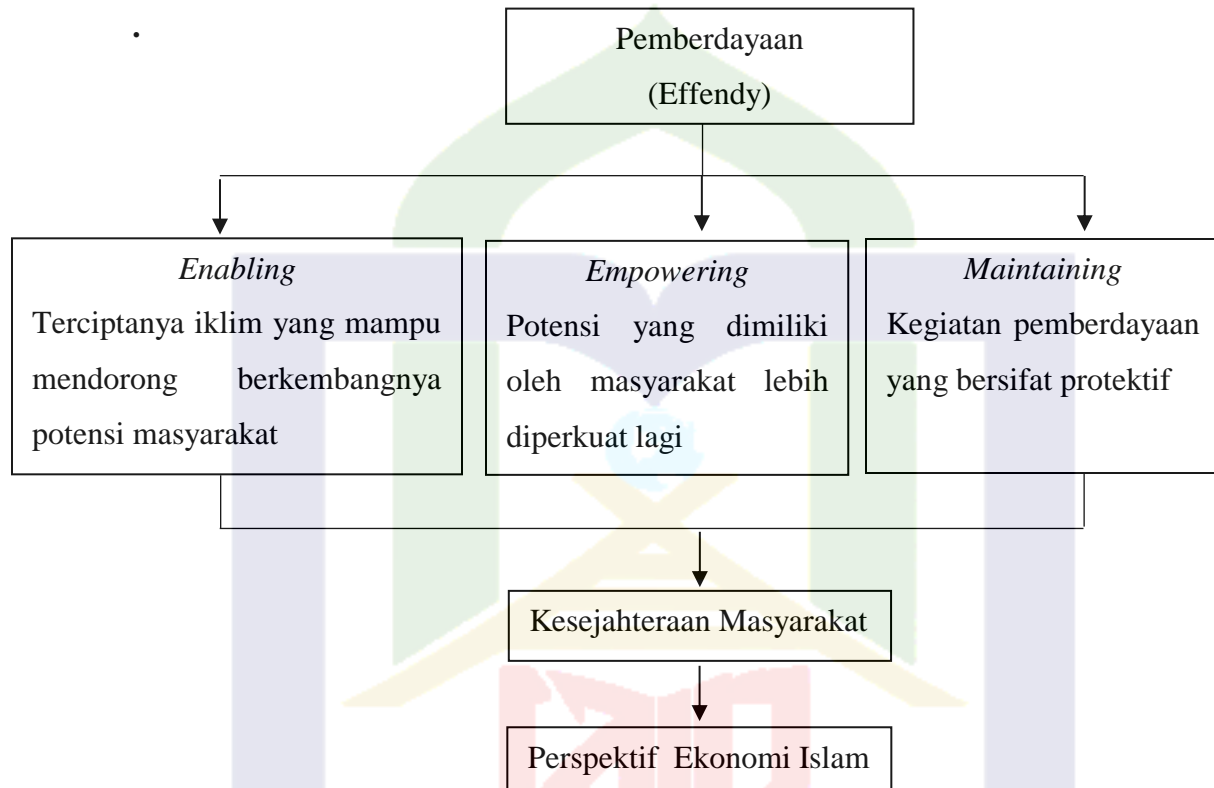 Pemberdayaan
(Effendy)
Enabling
Terciptanya iklim yang mampu
mendorong berkembangnya
potensi masyarakat
Empowering
Potensi yang dimiliki
oleh masyarakat lebih
diperkuat lagi
Maintaining
Kegiatan pemberdayaan
yang bersifat protektif
Kesejahteraan Masyarakat
Perspektif Ekonomi Islam